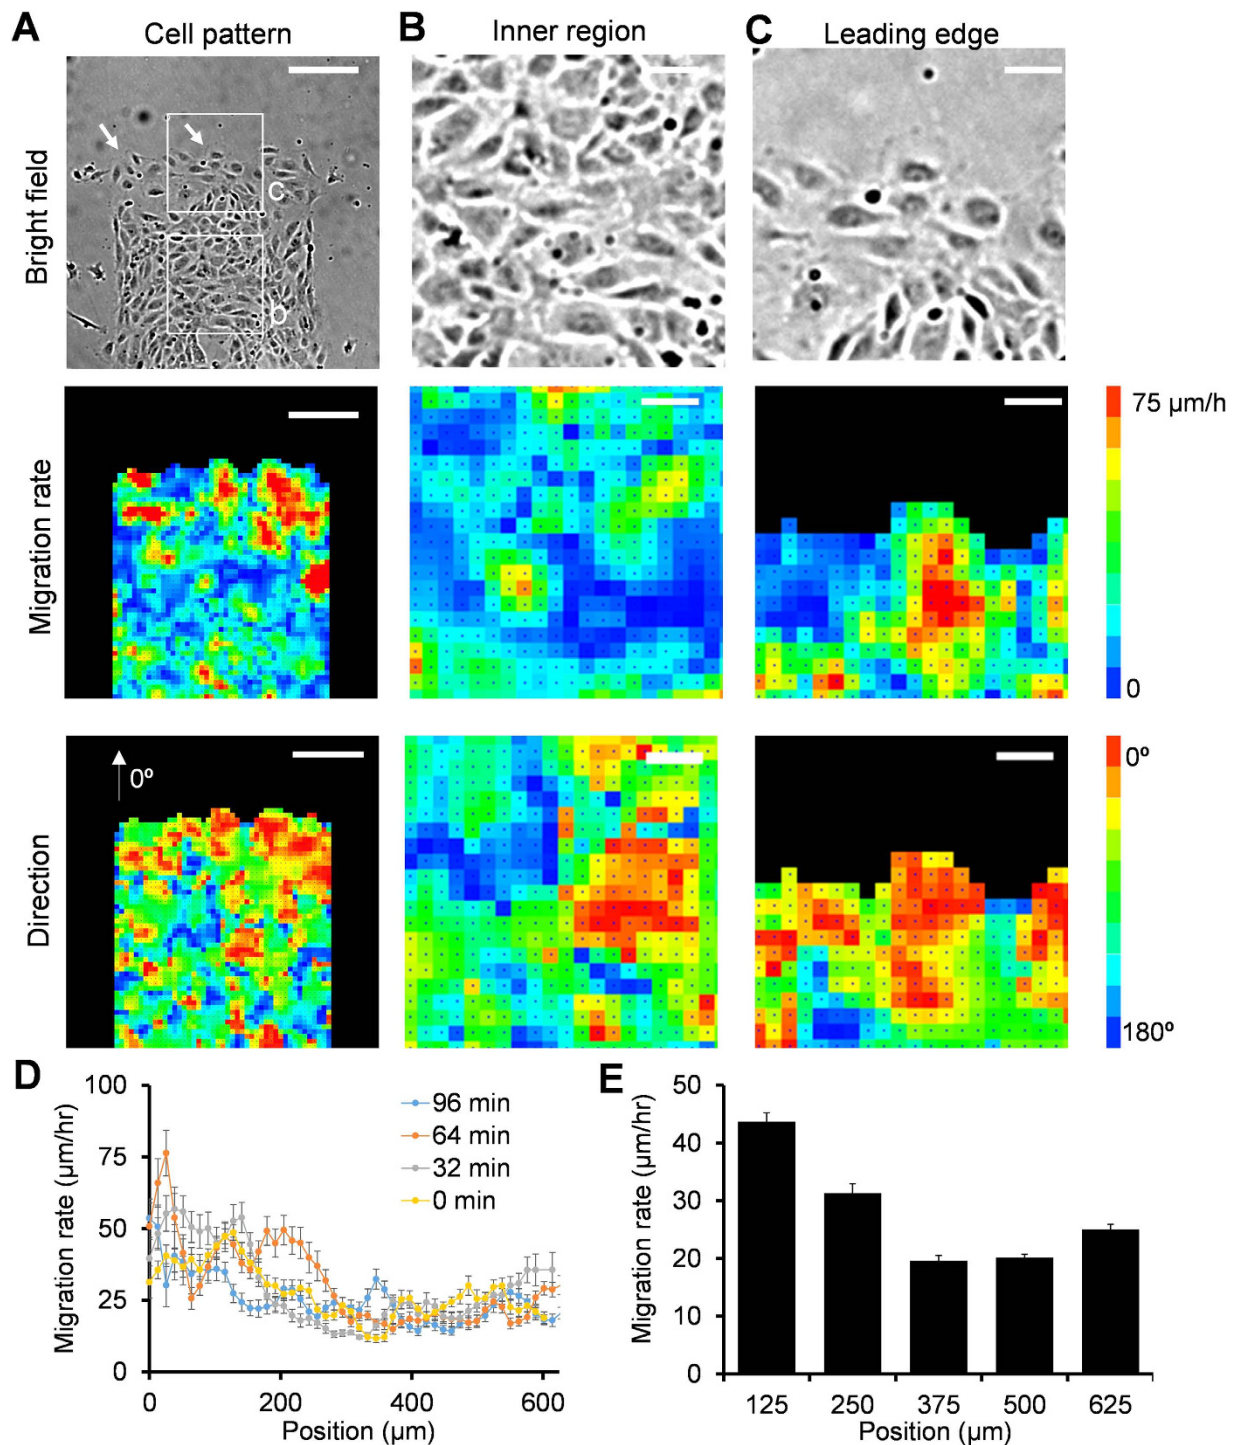 A
Cell pattern
B
Inner region
C
Leading edge
Bright field
c
b
Migration rate
75 µm/h
0
Direction
0º
0º
180º
D
Migration rate (µm/hr)
100
75
50
25
0
96 min
64 min
32 min
0 min
0
200
400
600
Position (µm)
E
Migration rate (µm/hr)
50
40
30
20
10
0
125
250
375
500
625
Position (µm)